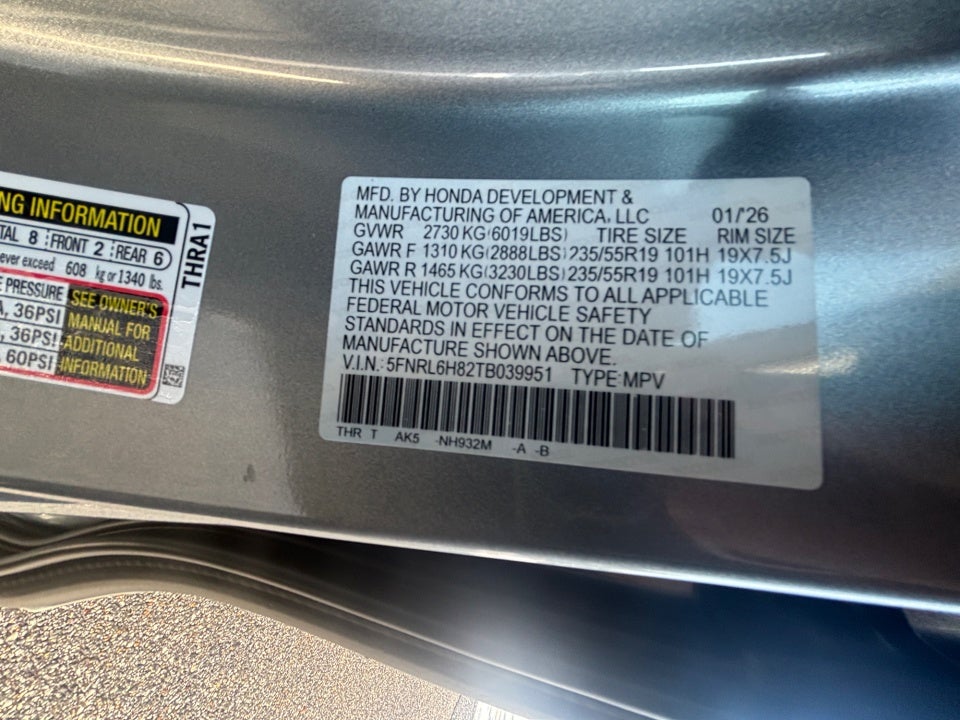 NG INFORMATION
TAL 8 FRONT 2 REAR 6
ever exceed 608 kg or 1340 lbs.
E PRESSURE
, 36PSI
, 36PSI
60PSI
SEE OWNER'S
MANUAL FOR
ADDITIONAL
INFORMATION
THRA1
MFD. BY HONDA DEVELOPMENT &
MANUFACTURING OF AMERICA, LLC 01/'26
GVWR 2730 KG (6019LBS) TIRE SIZE RIM SIZE
GAWR F 1310 KG (2888LBS) 235/55R19 101H 19X7.5J
GAWR R 1465 KG (3230LBS) 235/55R19 101H 19X7.5J
THIS VEHICLE CONFORMS TO ALL APPLICABLE
FEDERAL MOTOR VEHICLE SAFETY
STANDARDS IN EFFECT ON THE DATE OF
MANUFACTURE SHOWN ABOVE.
V.I.N.: 5FNRL6H82TB039951 TYPE: MPV
THR T AK5 -NH932M -A -B